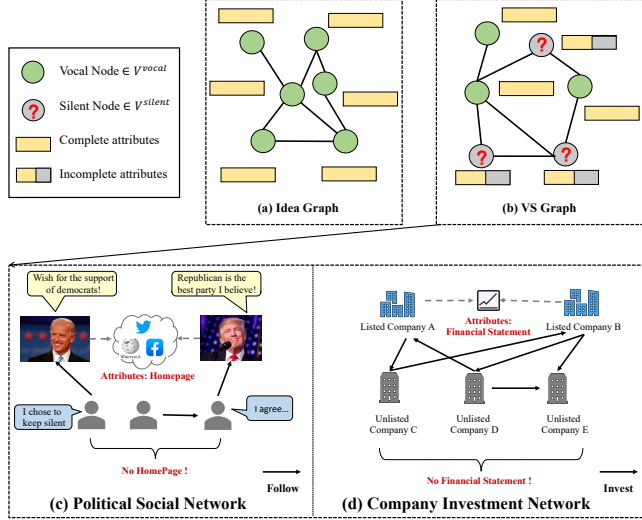 Vocal Node ∈ V^vocal
? Silent Node ∈ V^silent
Complete attributes
Incomplete attributes
(a) Idea Graph
?
?
?
(b) VS Graph
Wish for the support
of democrats!
Republican is the
best party I believe!
WIKIPEDIA
Attributes: Homepage
I chose to
keep silent
I agree...
No HomePage !
Follow
(c) Political Social Network
Attributes:
Financial Statement
Listed Company A
Listed Company B
Unlisted
Company C
Unlisted
Company D
Unlisted
Company E
No Financial Statement !
Invest
(d) Company Investment Network